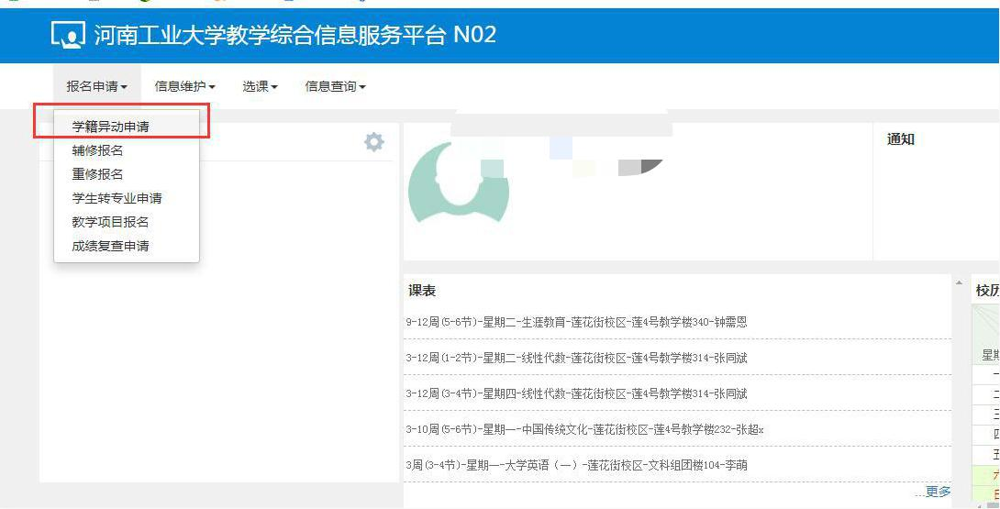 河南工业大学教学综合信息服务平台 N02
报名申请 信息维护 选课 信息查询
学籍异动申请
辅修报名
重修报名
学生转专业申请
教学项目报名
成绩复查申请
通知
课表
9-12周(5-6节)-星期二-生涯教育-莲花街校区-莲4号教学楼340-钟需恩
3-12周(1-2节)-星期二-线性代数-莲花街校区-莲4号教学楼314-张同斌
3-12周(3-4节)-星期四-线性代数-莲花街校区-莲4号教学楼314-张同斌
3-10周(5-6节)-星期一-中国传统文化-莲花街校区-莲4号教学楼232-张超x
3周(3-4节)-星期一-大学英语（一）-莲花街校区-文科组团楼104-李萌
...更多
校历
星期
一
二
三
四
五
六
日